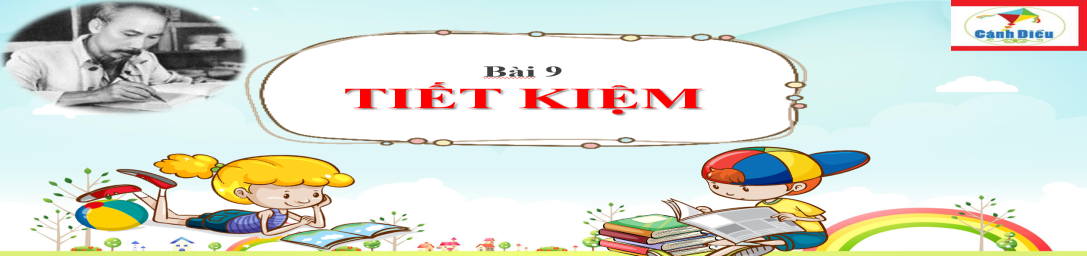 Bài 9
TIẾT KIỆM
Cánh Diều